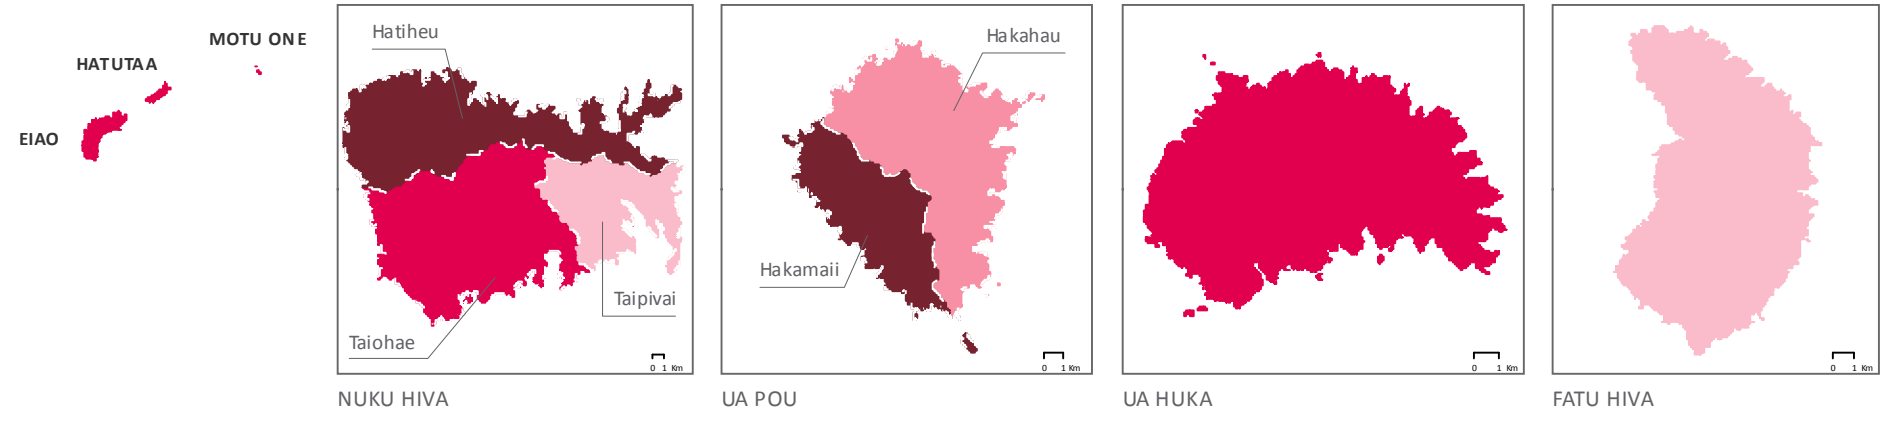 MOTU ONE
HATUTAA
EIAO
Hatiheu
Taipivai
Taiohae
0 1 Km
NUKU HIVA
Hakahau
Hakamaii
0 1 Km
UA POU
0 1 Km
UA HUKA
0 1 Km
FATU HIVA